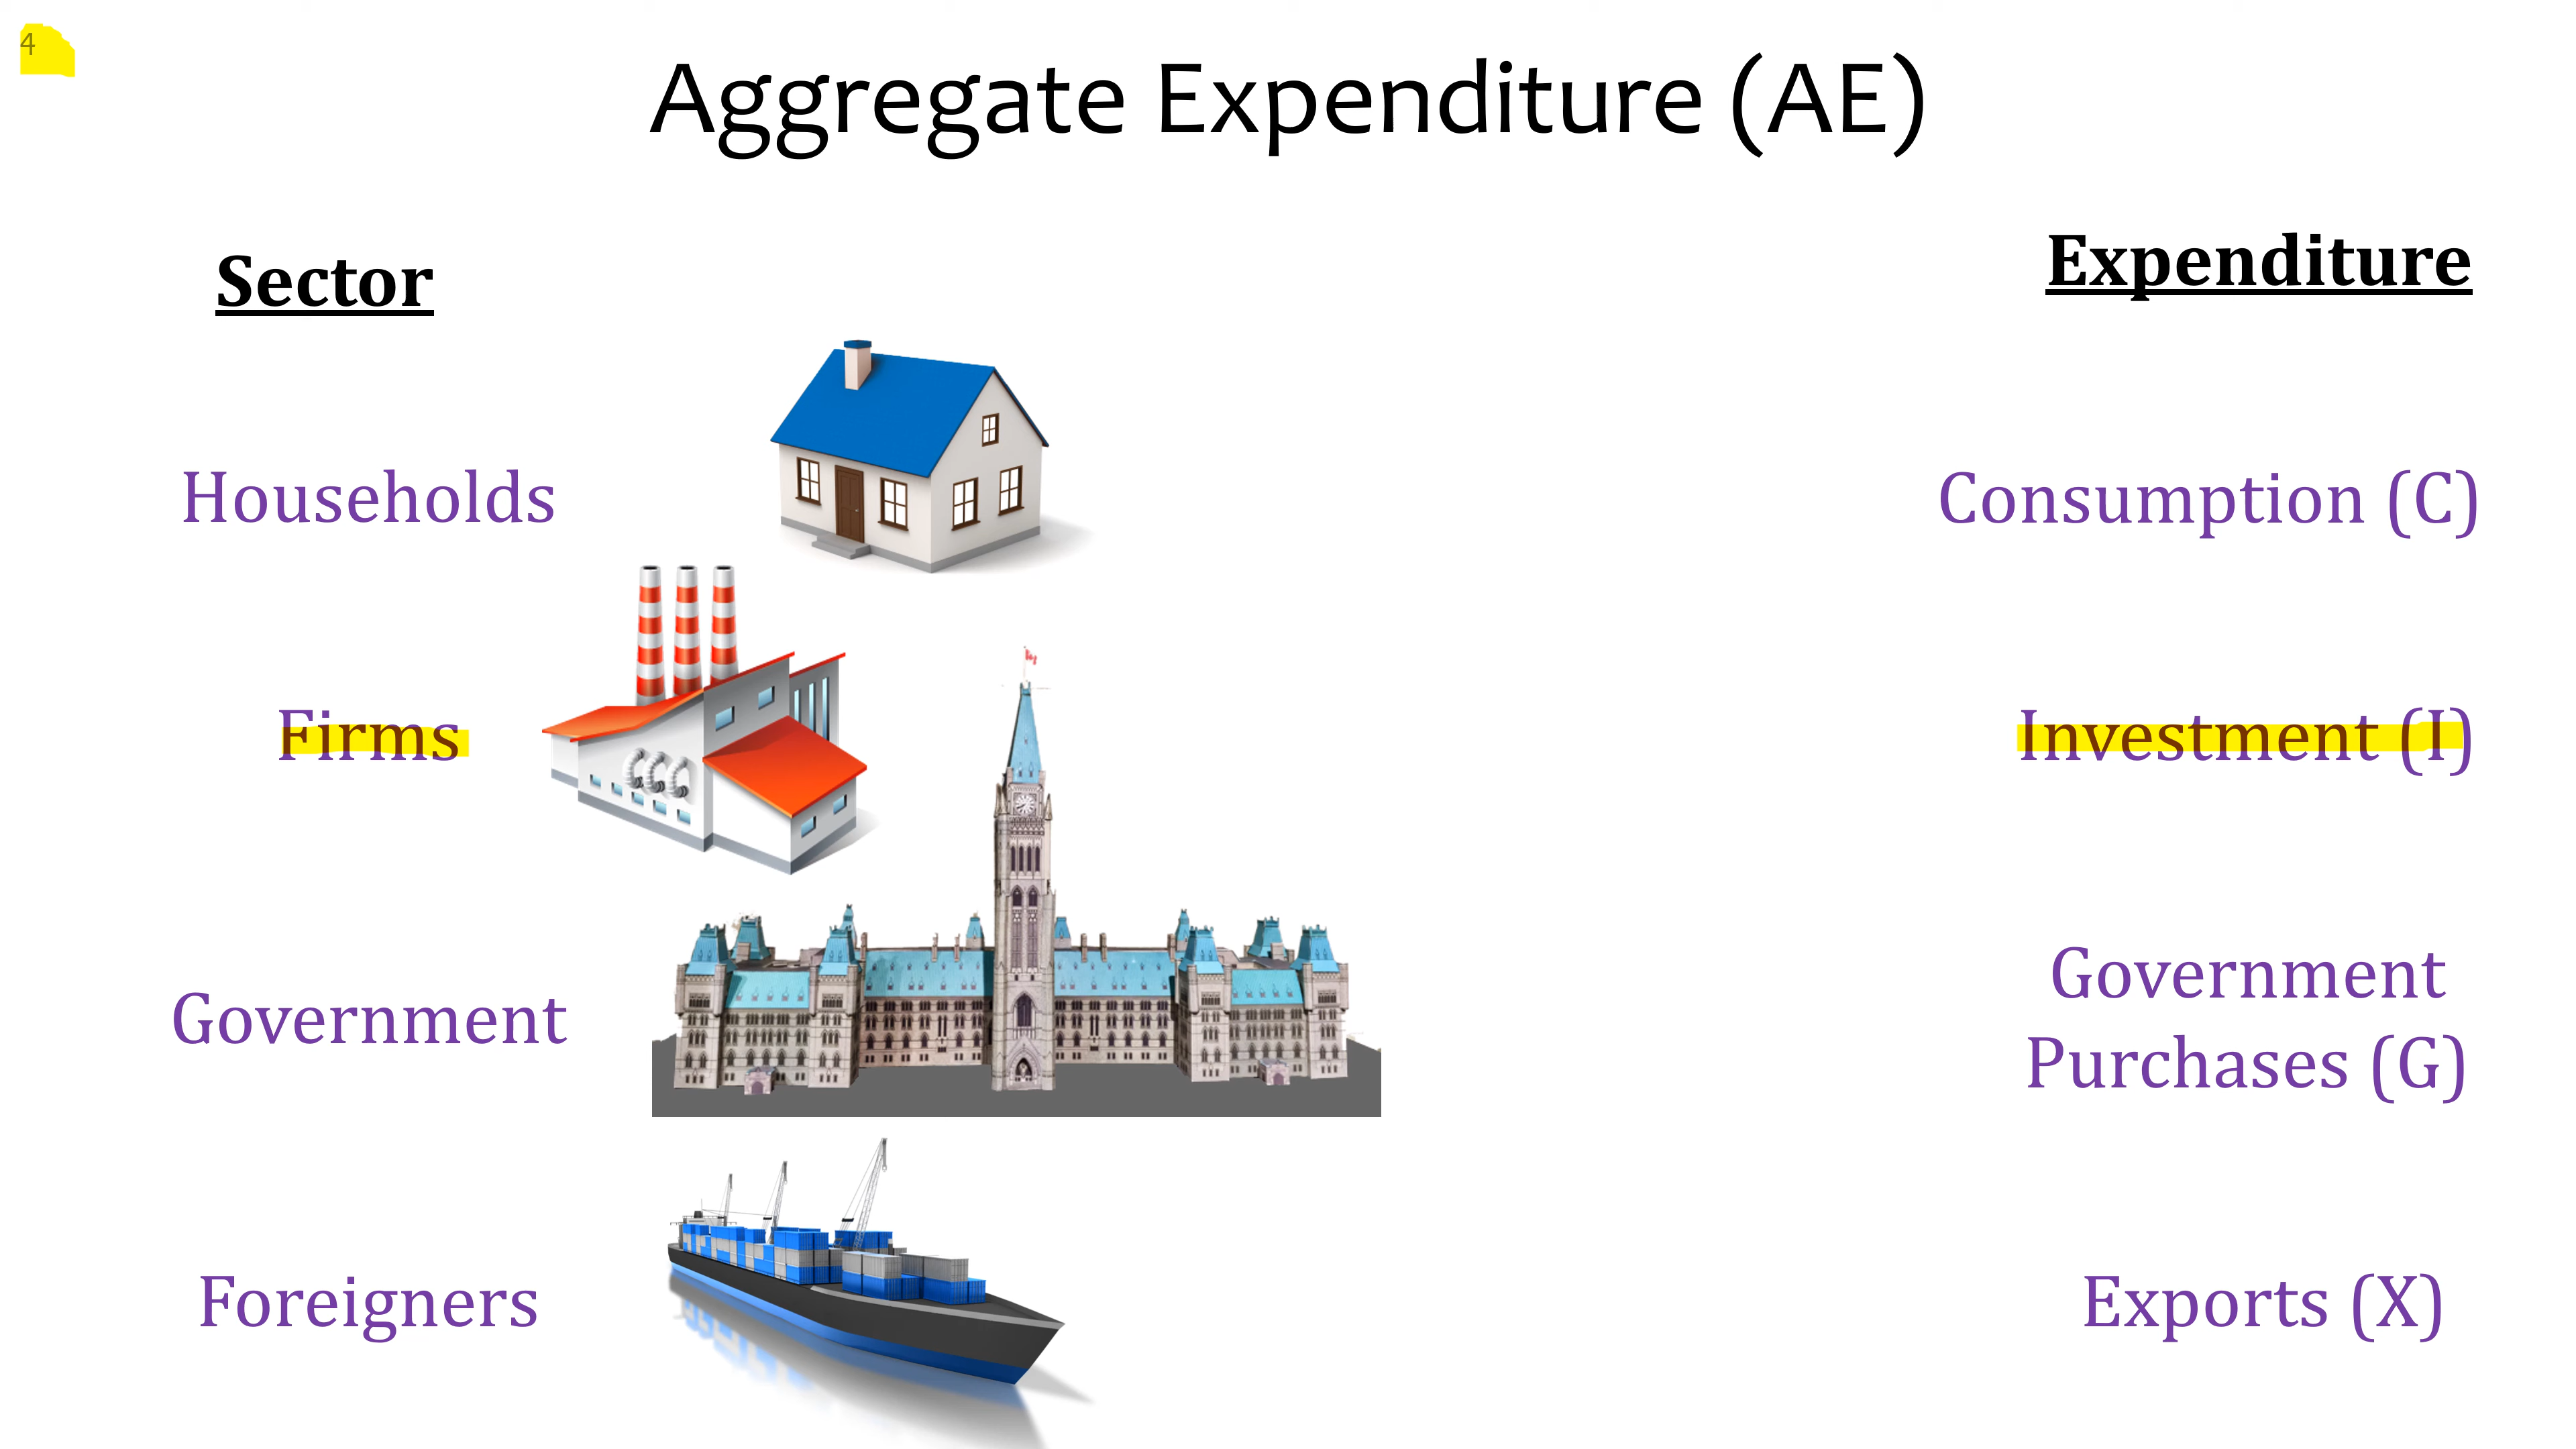 4
Aggregate Expenditure (AE)
Sector
Expenditure
Households
Consumption (C)
Firms
Investment (I)
Government
Government
Purchases (G)
Foreigners
Exports (X)